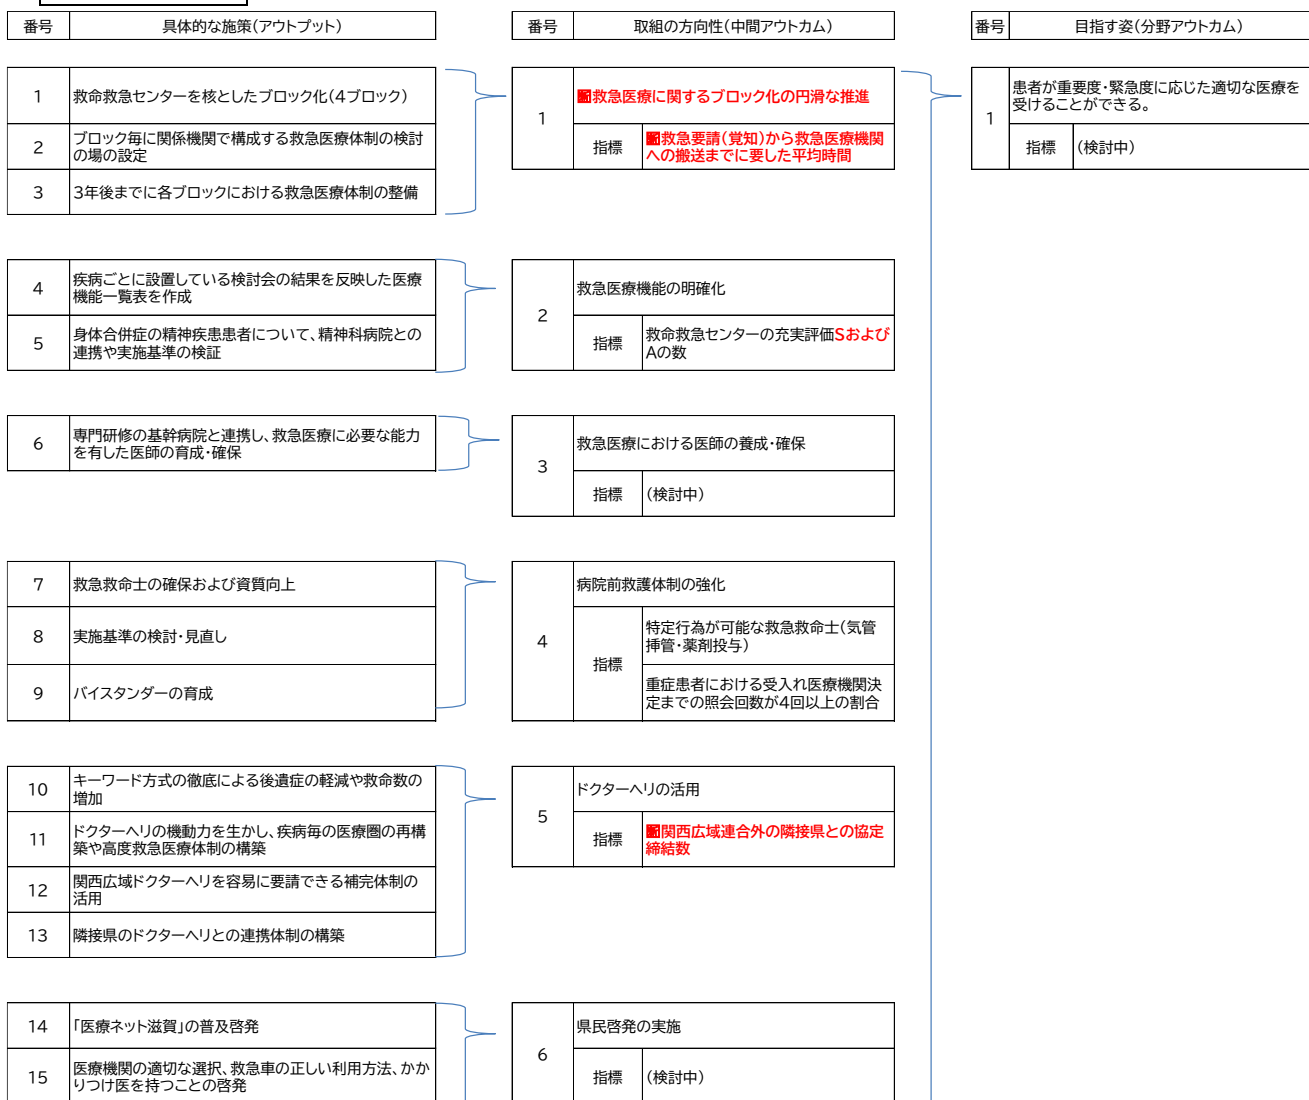 番号 具体的な施策(アウトプット)
番号 取組の方向性(中間アウトカム)
番号 目指す姿(分野アウトカム)
1 救命救急センターを核としたブロック化(4ブロック)
2 ブロック毎に関係機関で構成する救急医療体制の検討
の場の設定
3 3年後までに各ブロックにおける救急医療体制の整備
1 救急医療に関するブロック化の円滑な推進
指標 救急要請(覚知)から救急医療機関
への搬送までに要した平均時間
1 患者が重要度・緊急度に応じた適切な医療を
受けることができる。
指標 (検討中)
4 疾病ごとに設置している検討会の結果を反映した医療
機能一覧表を作成
5 身体合併症の精神疾患患者について、精神科病院との
連携や実施基準の検証
2 救急医療機能の明確化
指標 救命救急センターの充実評価Sおよび
Aの数
6 専門研修の基幹病院と連携し、救急医療に必要な能力
を有した医師の育成・確保
3 救急医療における医師の養成・確保
指標 (検討中)
7 救急救命士の確保および資質向上
8 実施基準の検討・見直し
9 バイスタンダーの育成
4 病院前救護体制の強化
指標 特定行為が可能な救急救命士(気管
挿管・薬剤投与)
重症患者における受入れ医療機関決
定までの照会回数が4回以上の割合
10 キーワード方式の徹底による後遺症の軽減や救命数の
増加
11 ドクターヘリの機動力を生かし、疾病毎の医療圏の再構
築や高度救急医療体制の構築
12 関西広域ドクターヘリを容易に要請できる補完体制の
活用
13 隣接県のドクターヘリとの連携体制の構築
5 ドクターヘリの活用
指標 関西広域連合外の隣接県との協定
締結数
14 「医療ネット滋賀」の普及啓発
15 医療機関の適切な選択、救急車の正しい利用方法、かか
りつけ医を持つことの啓発
6 県民啓発の実施
指標 (検討中)